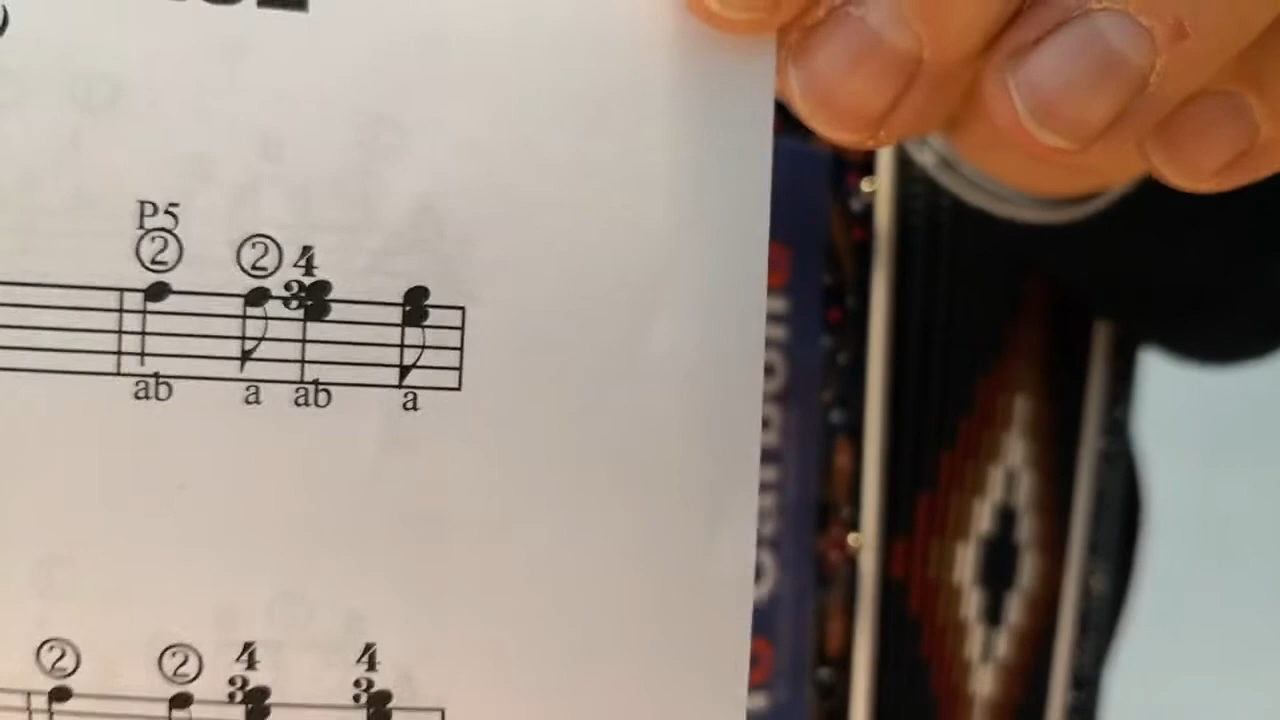 P5
② ② 4
3
ab a ab a
② ② 4 4
3 3